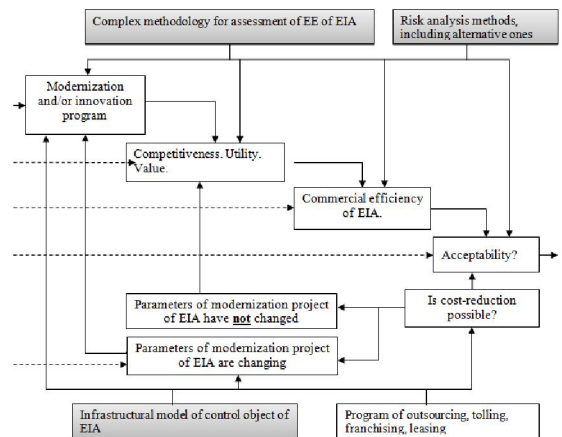 Complex methodology for assessment of EE of EIA
Risk analysis methods,
including alternative ones
Modernization
and/or innovation
program
Competitiveness. Utility.
Value.
Commercial efficiency
of EIA.
Acceptability?
Parameters of modernization project
of EIA have not changed
Is cost-reduction
possible?
Parameters of modernization project
of EIA are changing
Infrastructural model of control object of
EIA
Program of outsourcing, tolling,
franchising, leasing